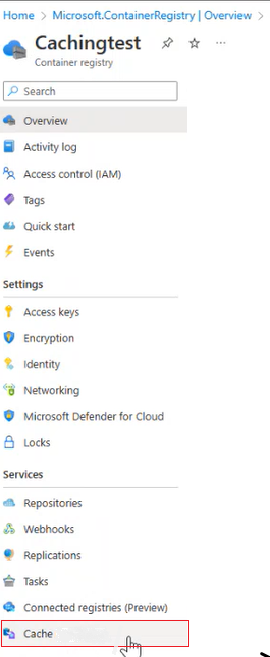 Home > Microsoft.ContainerRegistry | Overview >
Cachingtest
Container registry
Search
Overview
Activity log
Access control (IAM)
Tags
Quick start
Events
Settings
Access keys
Encryption
Identity
Networking
Microsoft Defender for Cloud
Locks
Services
Repositories
Webhooks
Replications
Tasks
Connected registries (Preview)
Cache